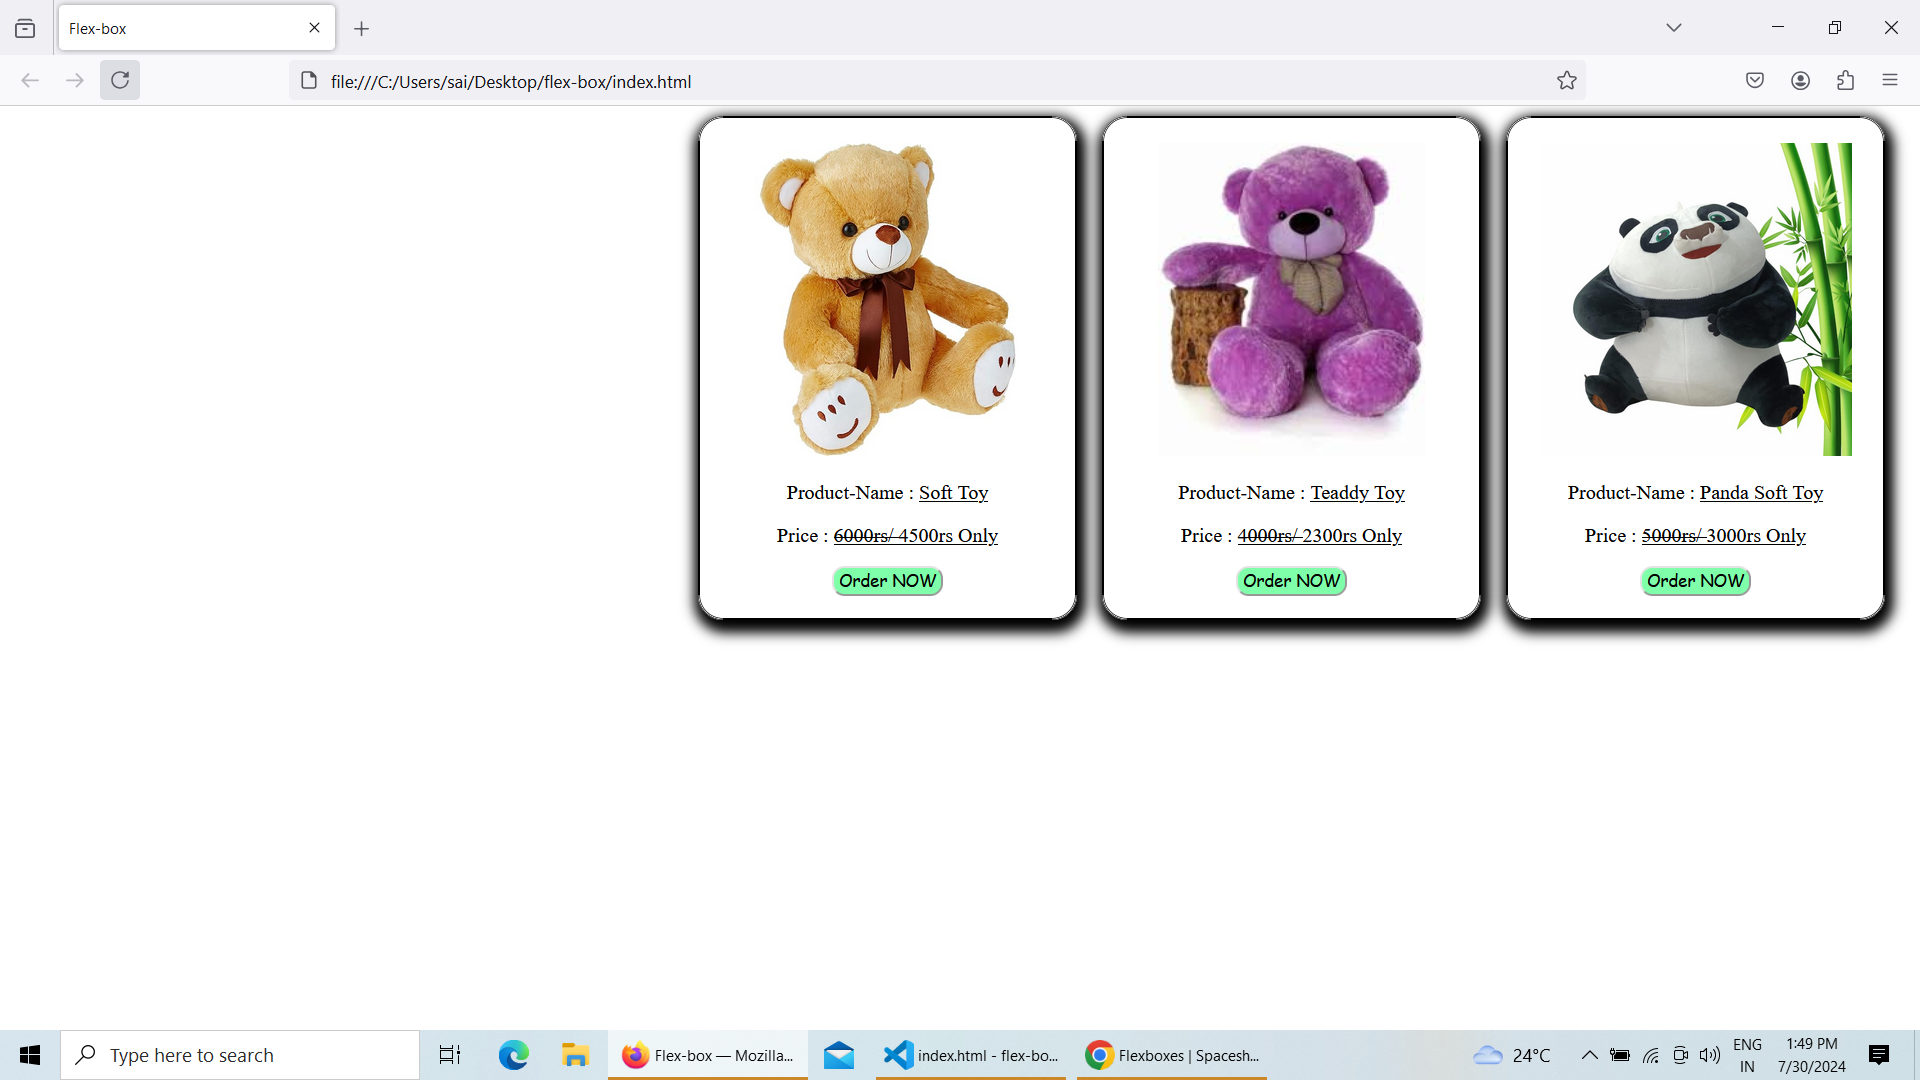 Flex-box
file:///C:/Users/sai/Desktop/flex-box/index.html
Product-Name : Soft Toy
Price : 6000rs/-4500rs Only
Order NOW
Product-Name : Teaddy Toy
Price : 4000rs/-2300rs Only
Order NOW
Product-Name : Panda Soft Toy
Price : 5000rs/-3000rs Only
Order NOW
Type here to search
Flex-box — Mozilla...
index.html - flex-bo...
Flexboxes | Spacesh...
24°C
ENG
IN
1:49 PM
7/30/2024